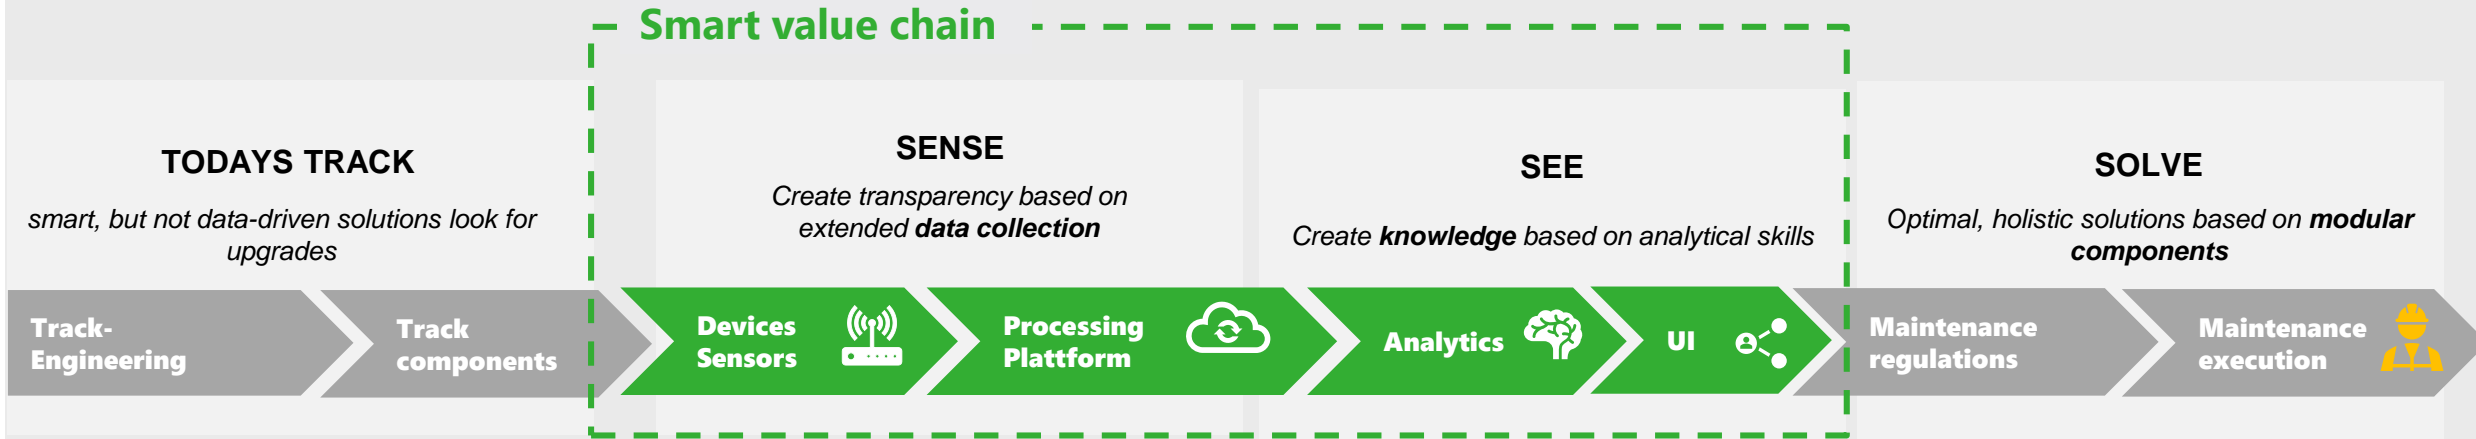 Smart value chain
TODAYS TRACK
smart, but not data-driven solutions look for
upgrades
SENSE
Create transparency based on
extended data collection
SEE
Create knowledge based on analytical skills
SOLVE
Optimal, holistic solutions based on modular
components
Track-
Engineering
Track
components
Devices
Sensors
Processing
Plattform
Analytics
UI
Maintenance
regulations
Maintenance
execution